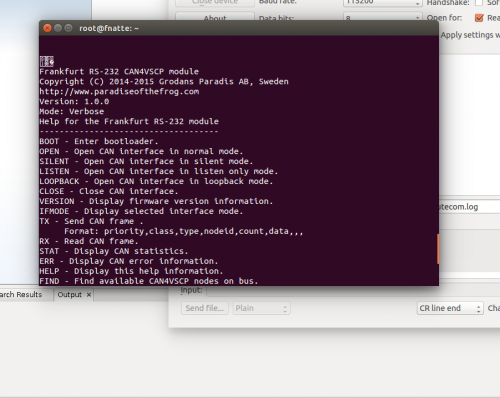 Close device
Baud rate:
115200
Handshake:
Sof
About
Data bits:
8
Open for:
Rea
Apply settings w
root@fnatte: ~
Frankfurt RS-232 CAN4VSCP module
Copyright (C) 2014-2015 Grodans Paradis AB, Sweden
http://www.paradiseofthefrog.com
Version: 1.0.0
Mode: Verbose
Help for the Frankfurt RS-232 module
------------------------------------
BOOT - Enter bootloader.
OPEN - Open CAN interface in normal mode.
SILENT - Open CAN interface in silent mode.
LISTEN - Open CAN interface in listen only mode.
LOOPBACK - Open CAN interface in loopback mode.
CLOSE - Close CAN interface.
VERSION - Display firmware version information.
IFMODE - Display selected interface mode.
TX - Send CAN frame .
Format: priority,class,type,nodeid,count,data,,,
RX - Read CAN frame.
STAT - Display CAN statistics.
ERR - Display CAN error information.
HELP - Display this help information.
FIND - Find available CAN4VSCP nodes on bus.
utecom.log
arch Results
Output
Input:
Send file...
Plain
CR line end
Cha